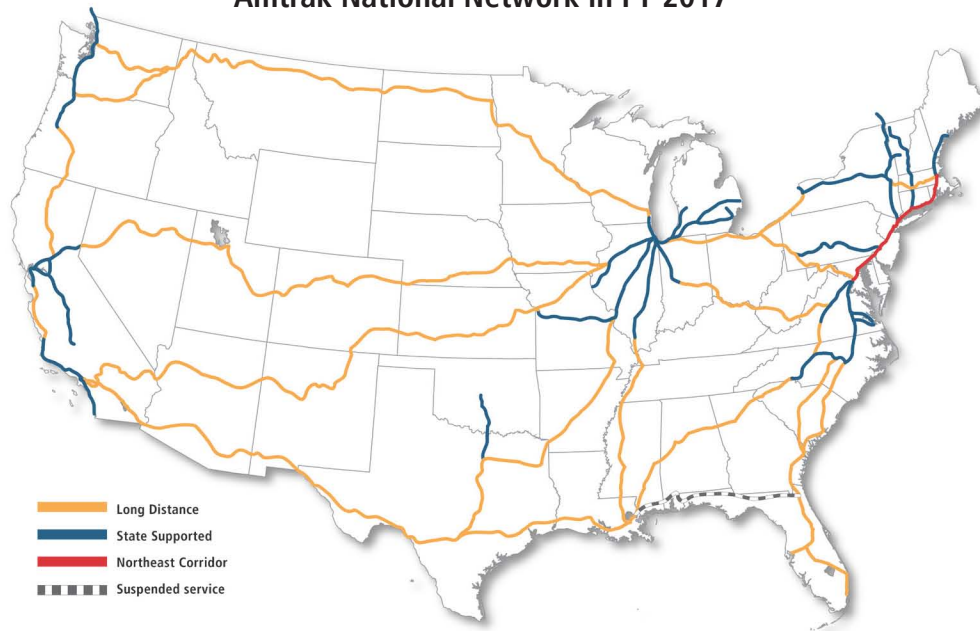 Amtrak National Network in FY 2017
Long Distance
State Supported
Northeast Corridor
Suspended service